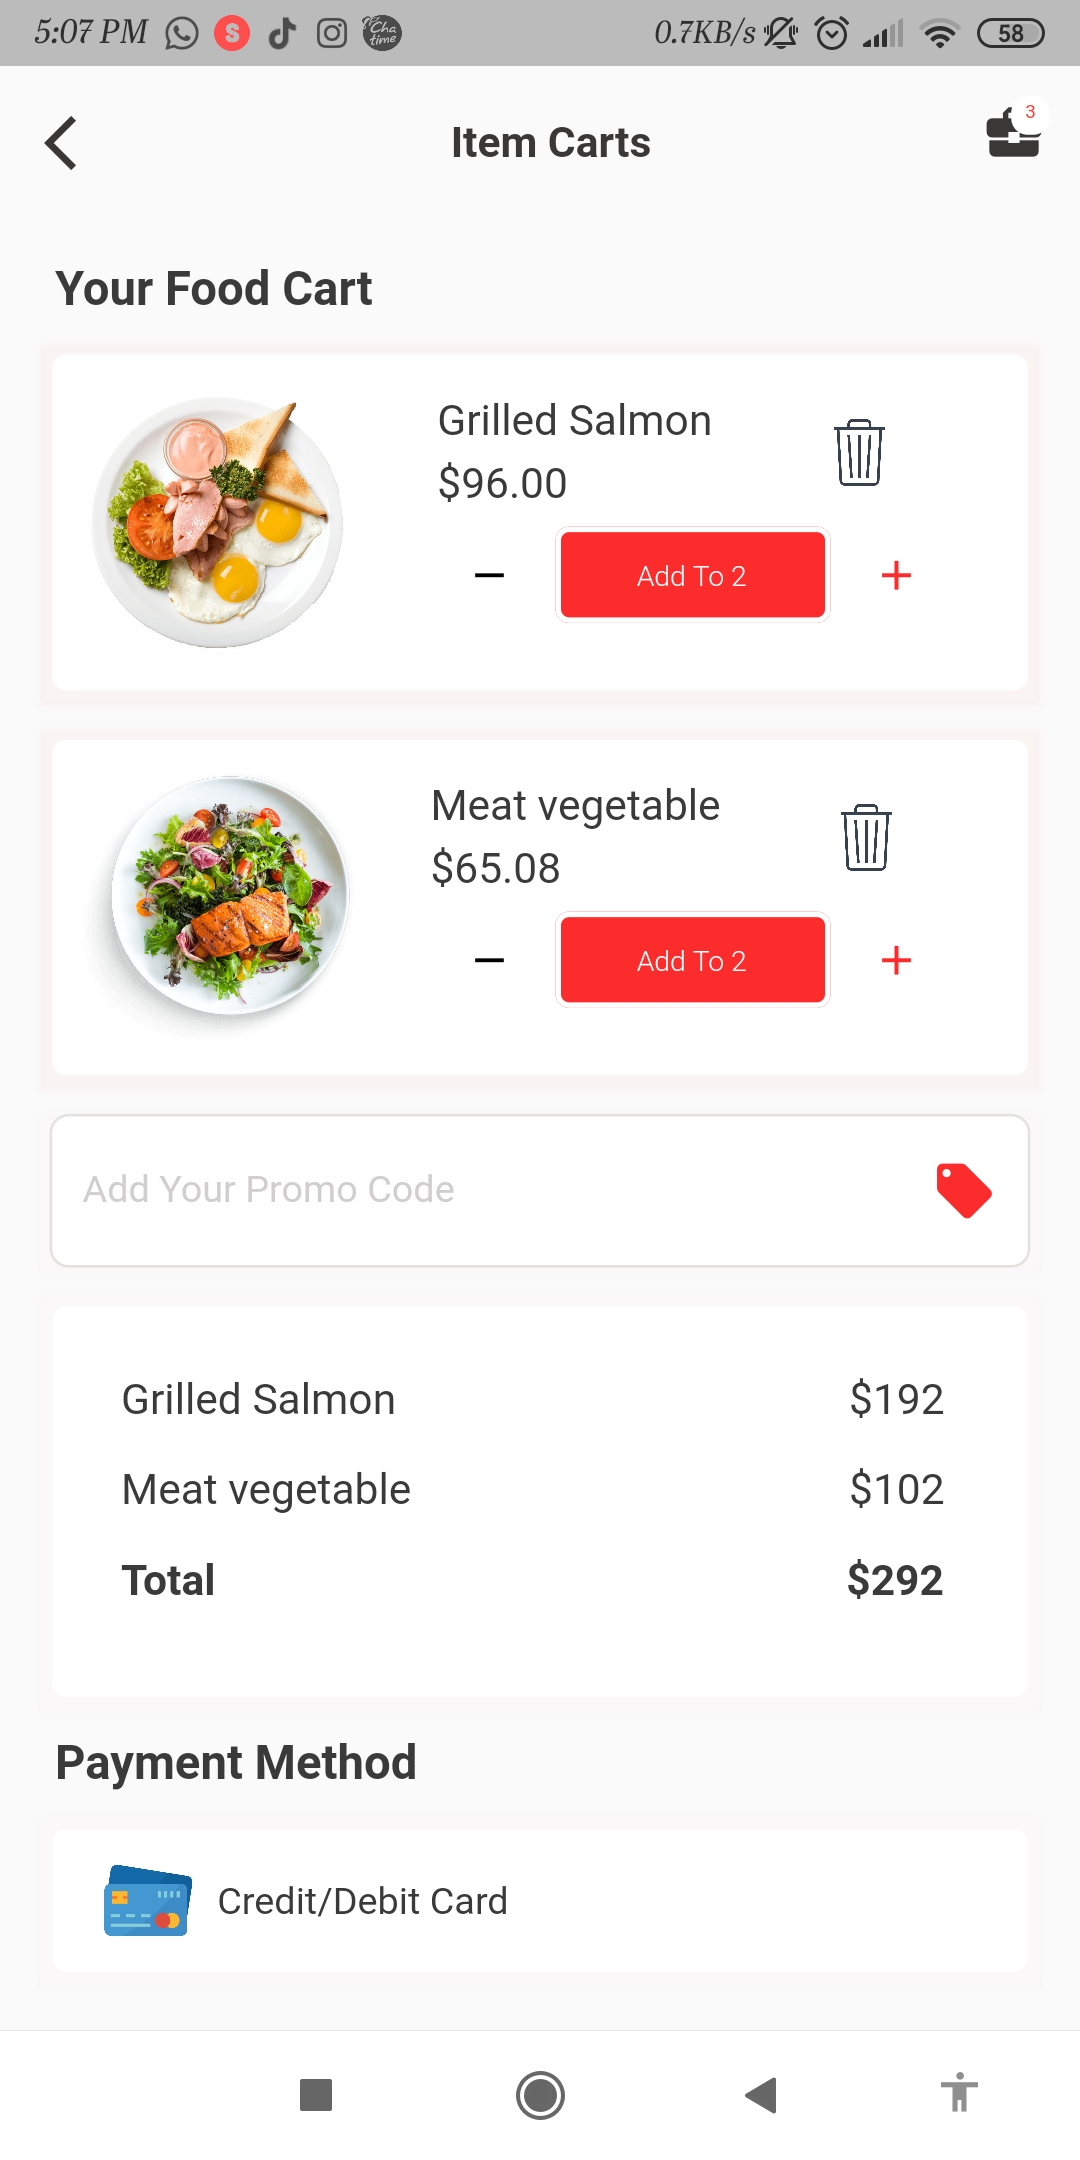 5:07 PM
S
Cha
time
0.7KB/s
58
Item Carts
3
Your Food Cart
Grilled Salmon
$96.00
Add To 2
Meat vegetable
$65.08
Add To 2
Add Your Promo Code
Grilled Salmon $192
Meat vegetable $102
Total $292
Payment Method
Credit/Debit Card